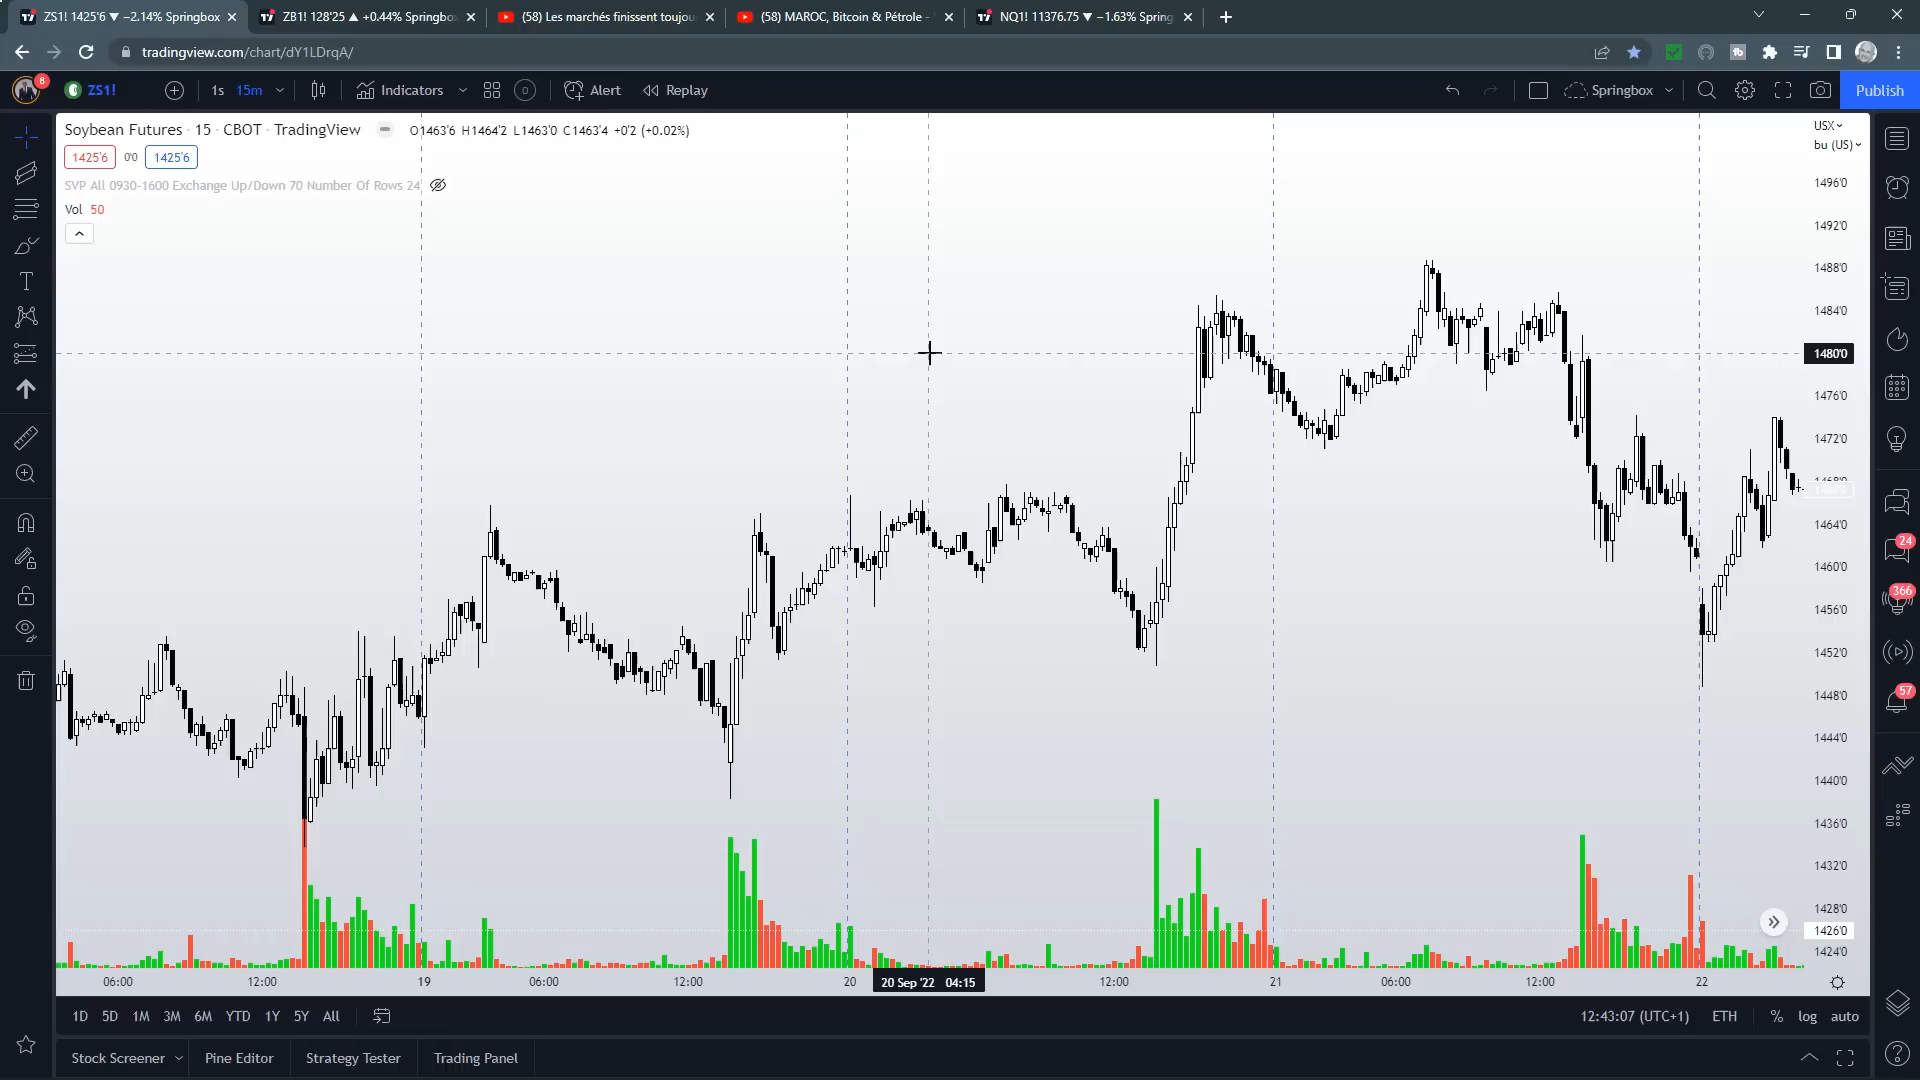 ZS1! 1425'6 ▼ −2.14% Springbox
ZB1! 128'25 ▲ +0.44% Springbo
(58) Les marchés finissent toujou
(58) MAROC, Bitcoin & Pétrole -
NQ1! 11376.75 ▼ −1.63% Spring
tradingview.com/chart/dY1LDrqA/
8
ZS1!
1s
15m
Indicators
Alert
Replay
Springbox
Publish
Soybean Futures · 15 · CBOT · TradingView
O1463'6 H1464'2 L1463'0 C1463'4 +0'2 (+0.02%)
USX
bu (US)
1425'6
0'0
1425'6
SVP All 0930-1600 Exchange Up/Down 70 Number Of Rows 24
Vol 50
1496'0
1492'0
1488'0
1484'0
1480'0
1476'0
1472'0
1468'0
1464'0
1460'0
1456'0
1452'0
1448'0
1444'0
1440'0
1436'0
1432'0
1428'0
1426'0
1424'0
24
366
57
06:00
12:00
19
06:00
12:00
20
20 Sep '22 04:15
12:00
21
06:00
12:00
22
1D
5D
1M
3M
6M
YTD
1Y
5Y
All
12:43:07 (UTC+1)
ETH
%
log
auto
Stock Screener
Pine Editor
Strategy Tester
Trading Panel